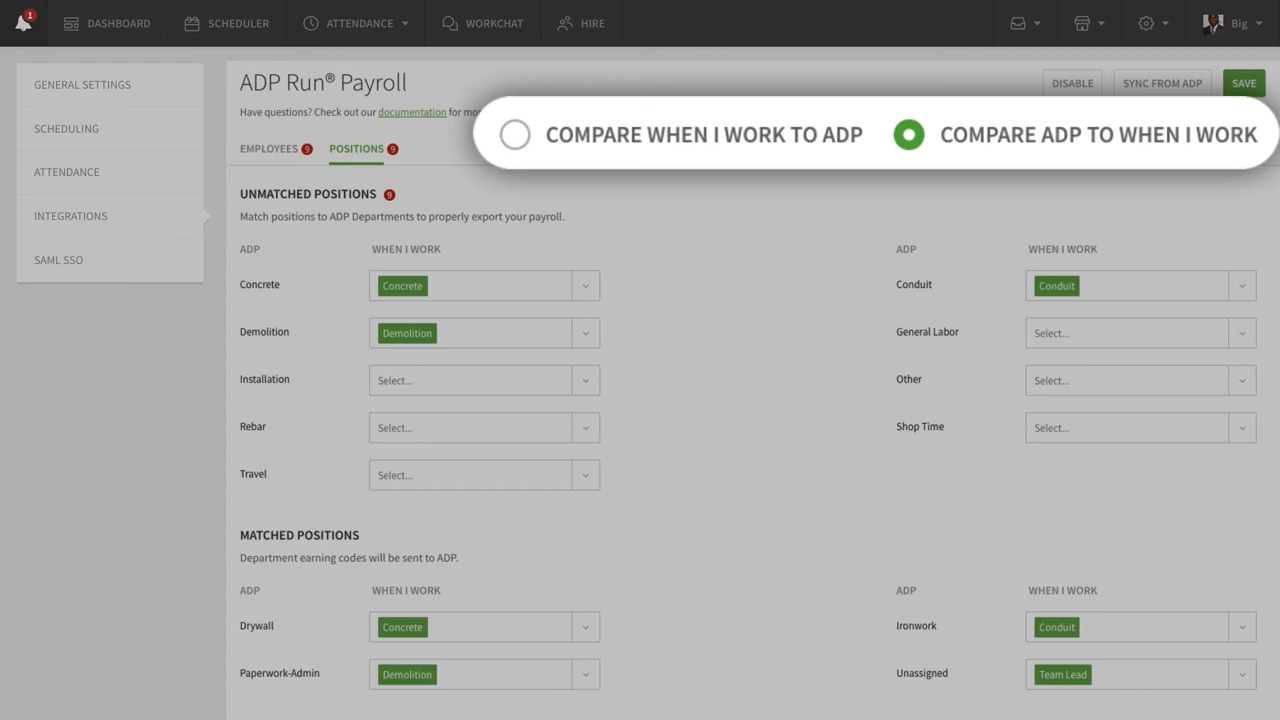 1
DASHBOARD
SCHEDULER
ATTENDANCE
WORKCHAT
HIRE
Big
GENERAL SETTINGS
SCHEDULING
ATTENDANCE
INTEGRATIONS
SAML SSO
ADP Run® Payroll
DISABLE
SYNC FROM ADP
SAVE
Have questions? Check out our documentation for
COMPARE WHEN I WORK TO ADP
COMPARE ADP TO WHEN I WORK
EMPLOYEES 9
POSITIONS 9
UNMATCHED POSITIONS 9
Match positions to ADP Departments to properly export your payroll.
ADP WHEN I WORK ADP WHEN I WORK
Concrete Concrete Conduit Conduit
Demolition Demolition General Labor Select...
Installation Select... Other Select...
Rebar Select... Shop Time Select...
Travel Select...
MATCHED POSITIONS
Department earning codes will be sent to ADP.
ADP WHEN I WORK ADP WHEN I WORK
Drywall Concrete Ironwork Conduit
Paperwork-Admin Demolition Unassigned Team Lead